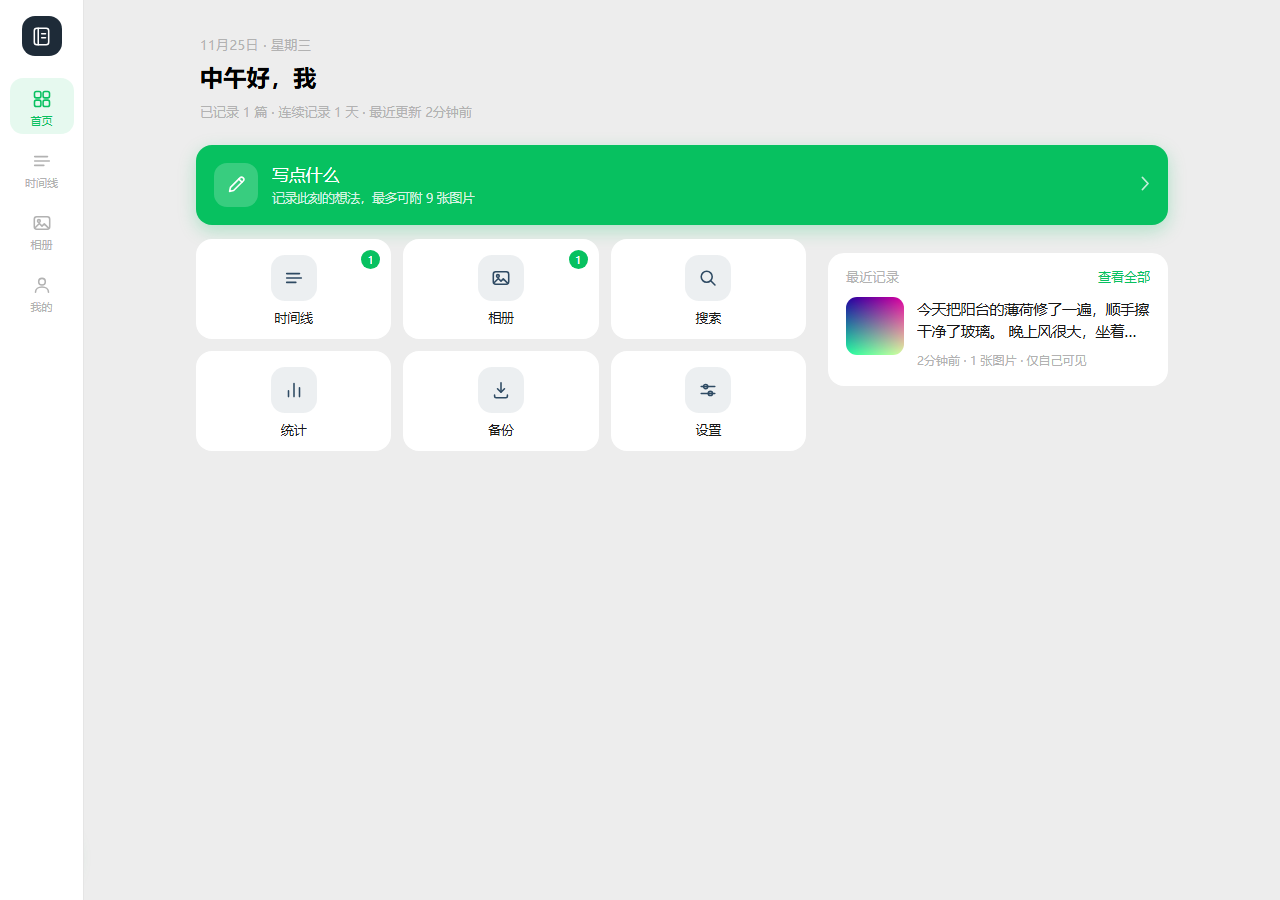 首页
时间线
相册
我的
11月25日 · 星期三
中午好，我
已记录 1 篇 · 连续记录 1 天 · 最近更新 2分钟前
写点什么
记录此刻的想法，最多可附 9 张图片
1
时间线
1
相册
搜索
统计
备份
设置
最近记录
查看全部
今天把阳台的薄荷修了一遍，顺手擦
干净了玻璃。 晚上风很大，坐着...
2分钟前 · 1 张图片 · 仅自己可见